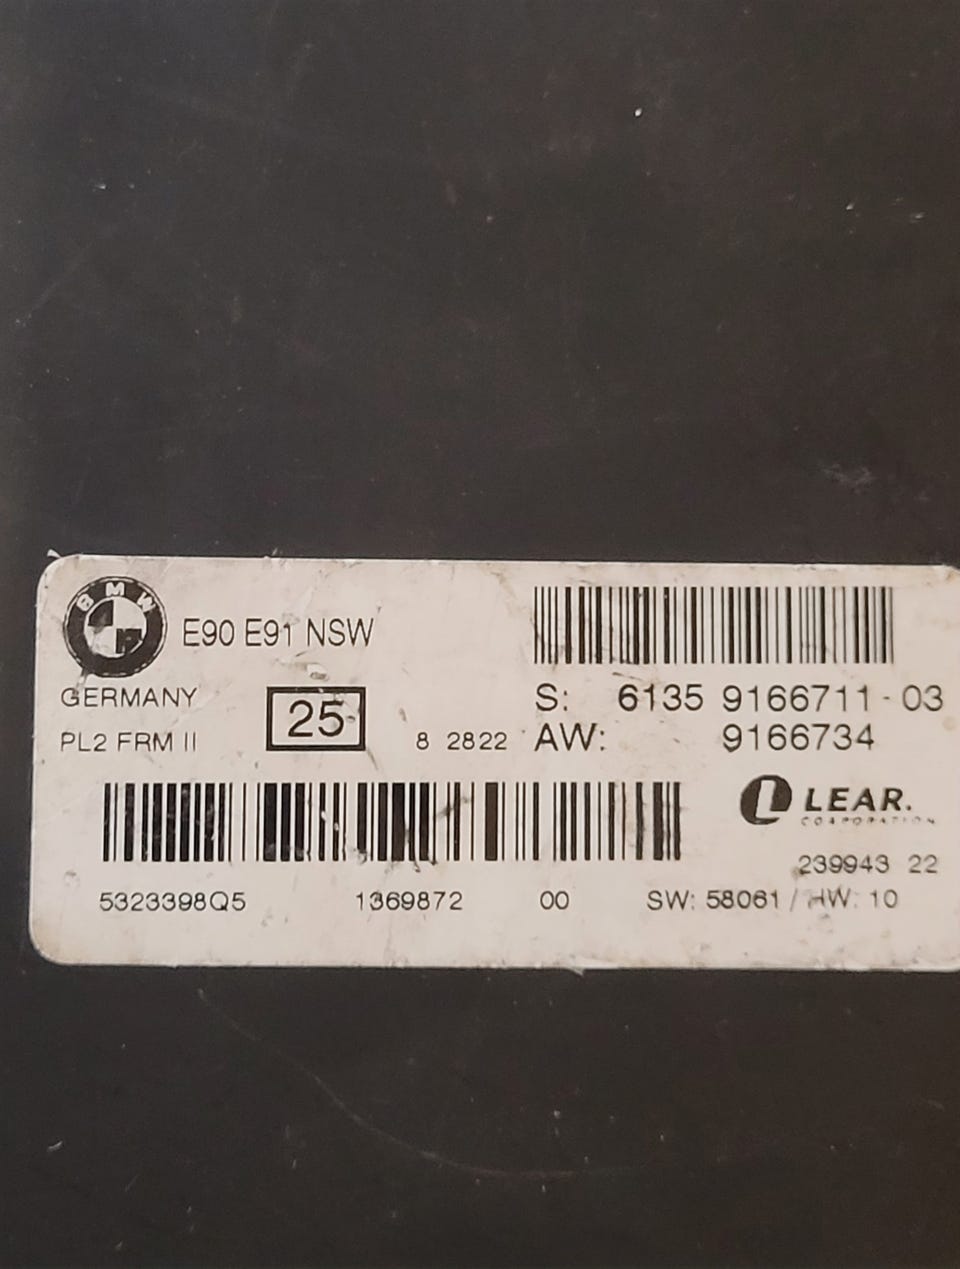 BMW
E90 E91 NSW
GERMANY
PL2 FRM II
25
8 2822
S: 6135 9166711-03
AW: 9166734
LEAR.
CORPORATION
239943 22
5323398Q5 1369872 00 SW: 58061 / HW: 10